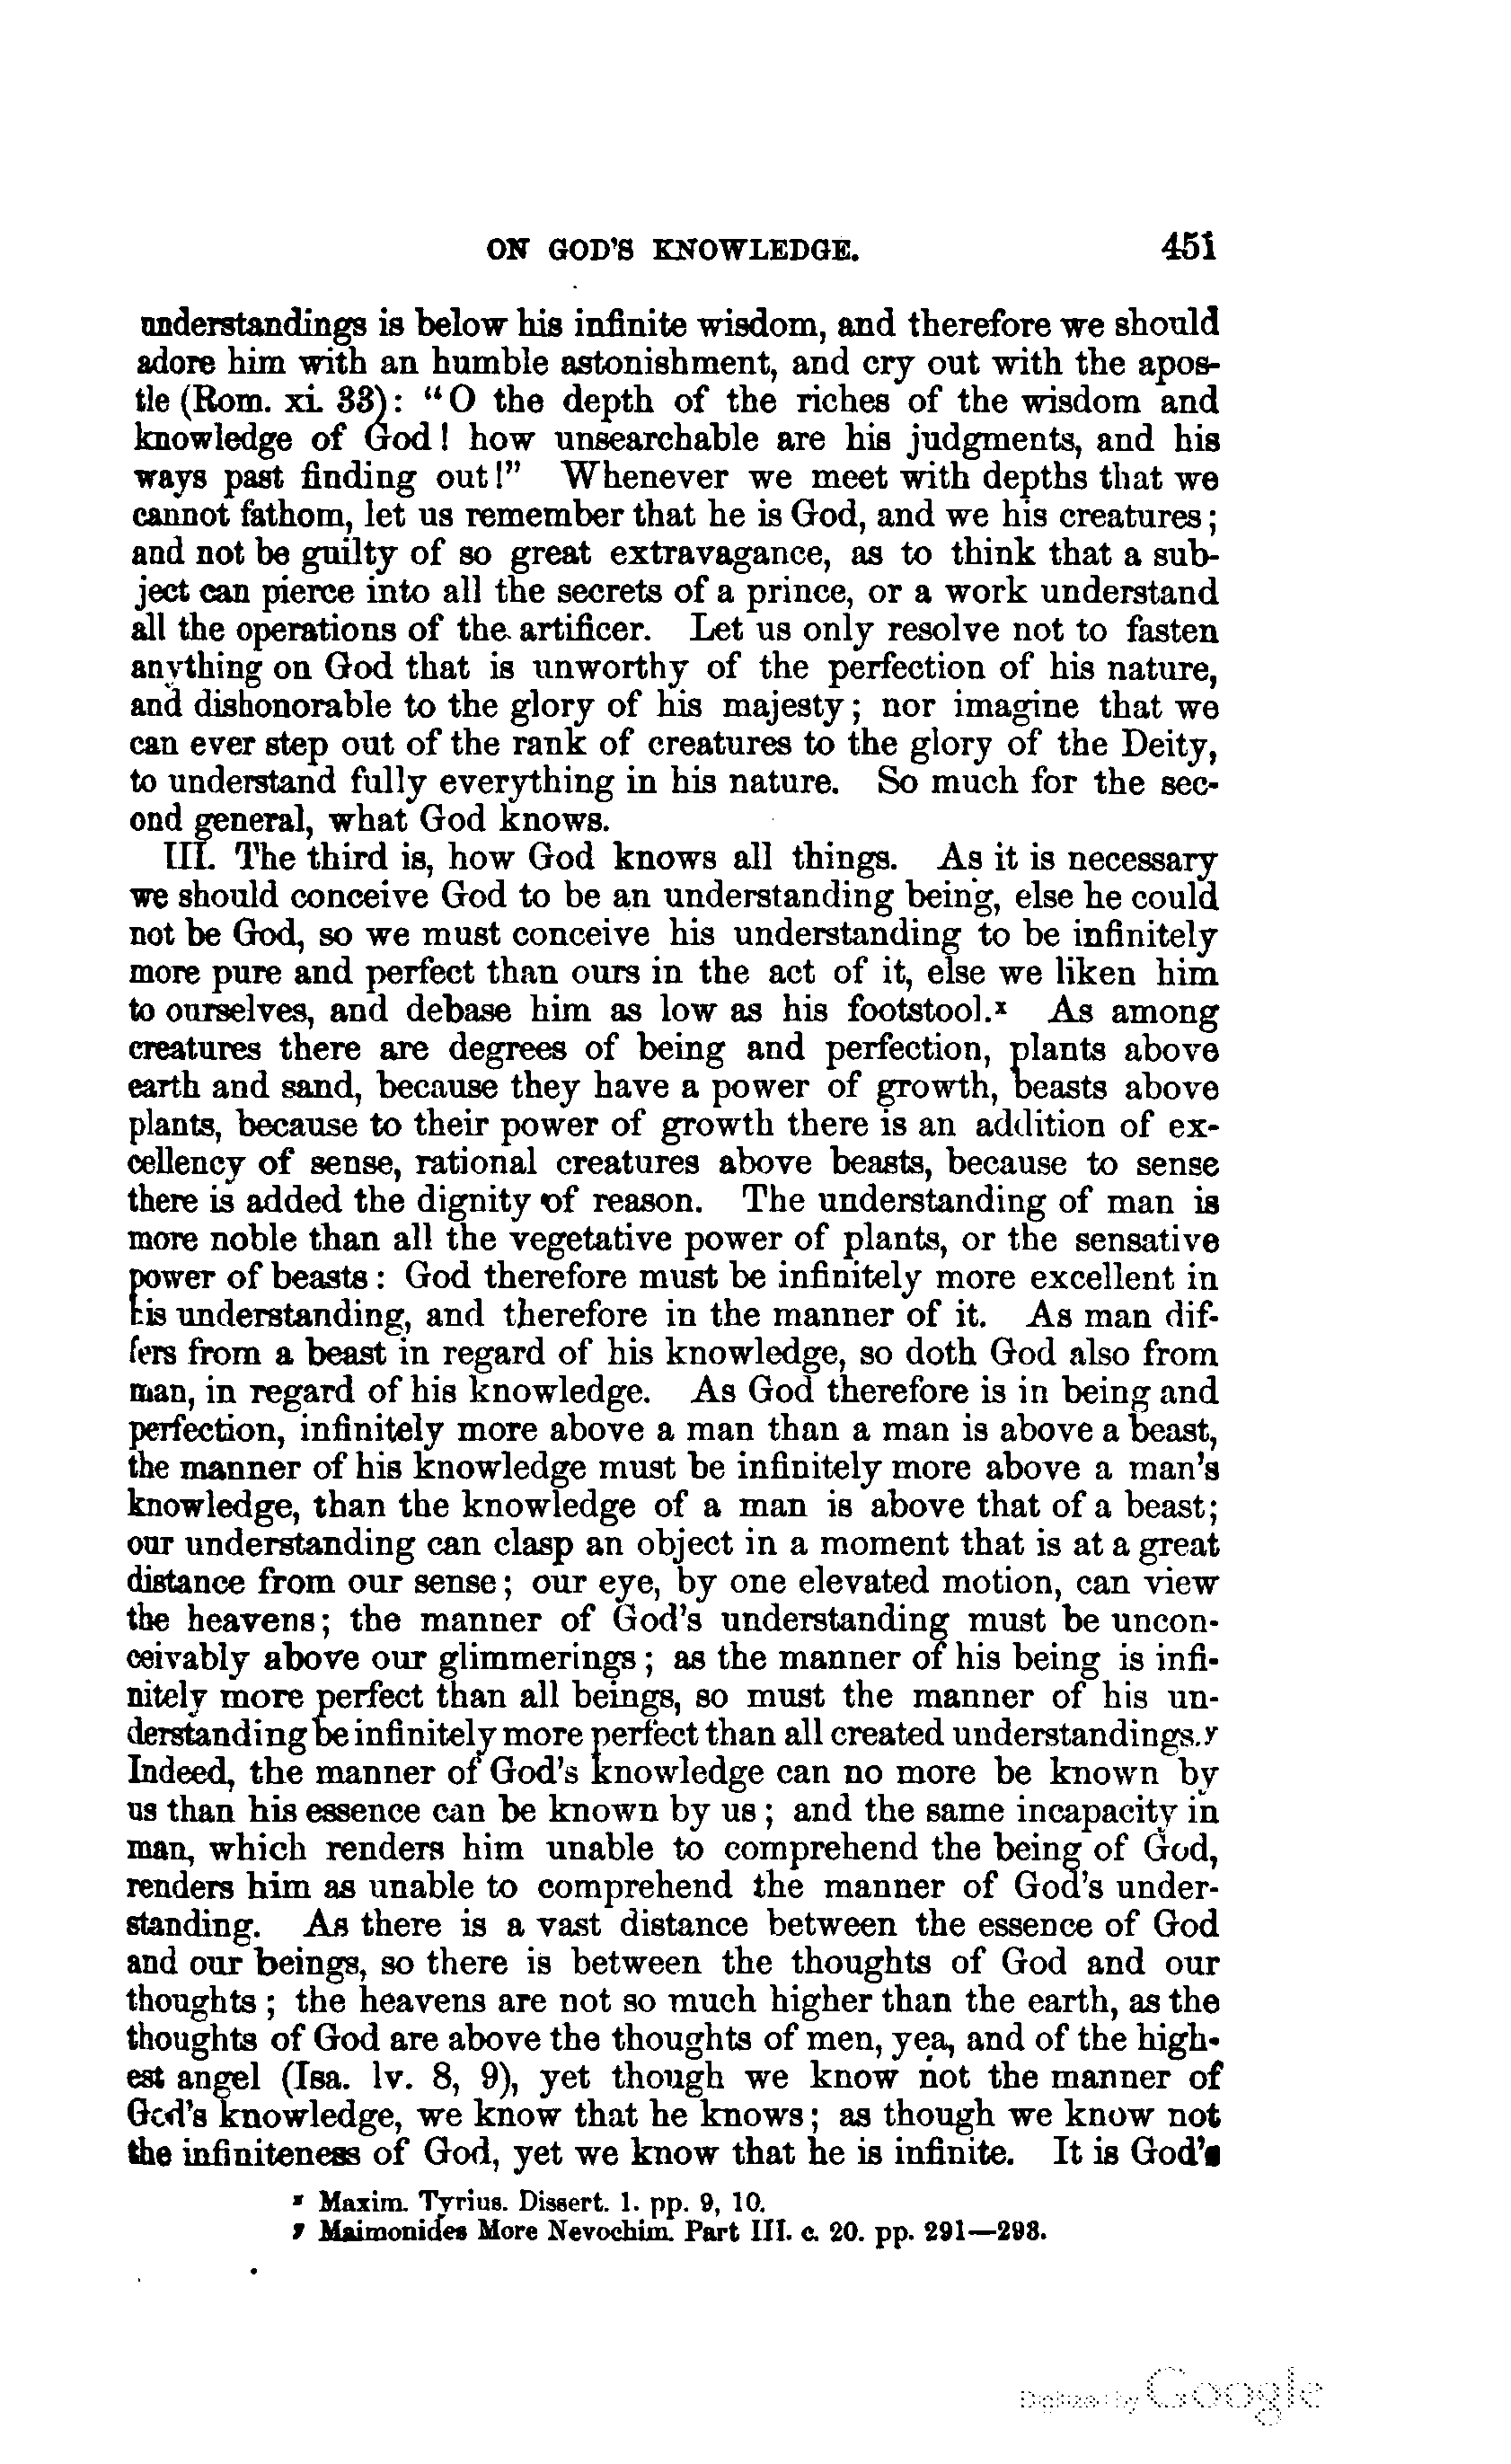 ON GOD'S KNOWLEDGE. 451
understandings is below his infinite wisdom, and therefore we should
adore him with an humble astonishment, and cry out with the apos-
tle (Rom. xi. 33): “O the depth of the riches of the wisdom and
knowledge of God! how unsearchable are his judgments, and his
ways past finding out!” Whenever we meet with depths that we
cannot fathom, let us remember that he is God, and we his creatures;
and not be guilty of so great extravagance, as to think that a sub-
ject can pierce into all the secrets of a prince, or a work understand
all the operations of the artificer. Let us only resolve not to fasten
anything on God that is unworthy of the perfection of his nature,
and dishonorable to the glory of his majesty; nor imagine that we
can ever step out of the rank of creatures to the glory of the Deity,
to understand fully everything in his nature. So much for the sec-
ond general, what God knows.
III. The third is, how God knows all things. As it is necessary
we should conceive God to be an understanding being, else he could
not be God, so we must conceive his understanding to be infinitely
more pure and perfect than ours in the act of it, else we liken him
to ourselves, and debase him as low as his footstool.x As among
creatures there are degrees of being and perfection, plants above
earth and sand, because they have a power of growth, beasts above
plants, because to their power of growth there is an addition of ex-
cellency of sense, rational creatures above beasts, because to sense
there is added the dignity of reason. The understanding of man is
more noble than all the vegetative power of plants, or the sensative
power of beasts: God therefore must be infinitely more excellent in
his understanding, and therefore in the manner of it. As man dif-
fers from a beast in regard of his knowledge, so doth God also from
man, in regard of his knowledge. As God therefore is in being and
perfection, infinitely more above a man than a man is above a beast,
the manner of his knowledge must be infinitely more above a man's
knowledge, than the knowledge of a man is above that of a beast;
our understanding can clasp an object in a moment that is at a great
distance from our sense; our eye, by one elevated motion, can view
the heavens; the manner of God's understanding must be uncon-
ceivably above our glimmerings; as the manner of his being is infi-
nitely more perfect than all beings, so must the manner of his un-
derstanding be infinitely more perfect than all created understandings.y
Indeed, the manner of God's knowledge can no more be known by
us than his essence can be known by us; and the same incapacity in
man, which renders him unable to comprehend the being of God,
renders him as unable to comprehend the manner of God's under-
standing. As there is a vast distance between the essence of God
and our beings, so there is between the thoughts of God and our
thoughts; the heavens are not so much higher than the earth, as the
thoughts of God are above the thoughts of men, yea, and of the high-
est angel (Isa. lv. 8, 9), yet though we know not the manner of
God's knowledge, we know that he knows; as though we know not
the infiniteness of God, yet we know that he is infinite. It is God's
x Maxim. Tyrius. Dissert. 1. pp. 9, 10.
y Maimonides More Nevochim. Part III. c. 20. pp. 291—293.
Digitized by Google